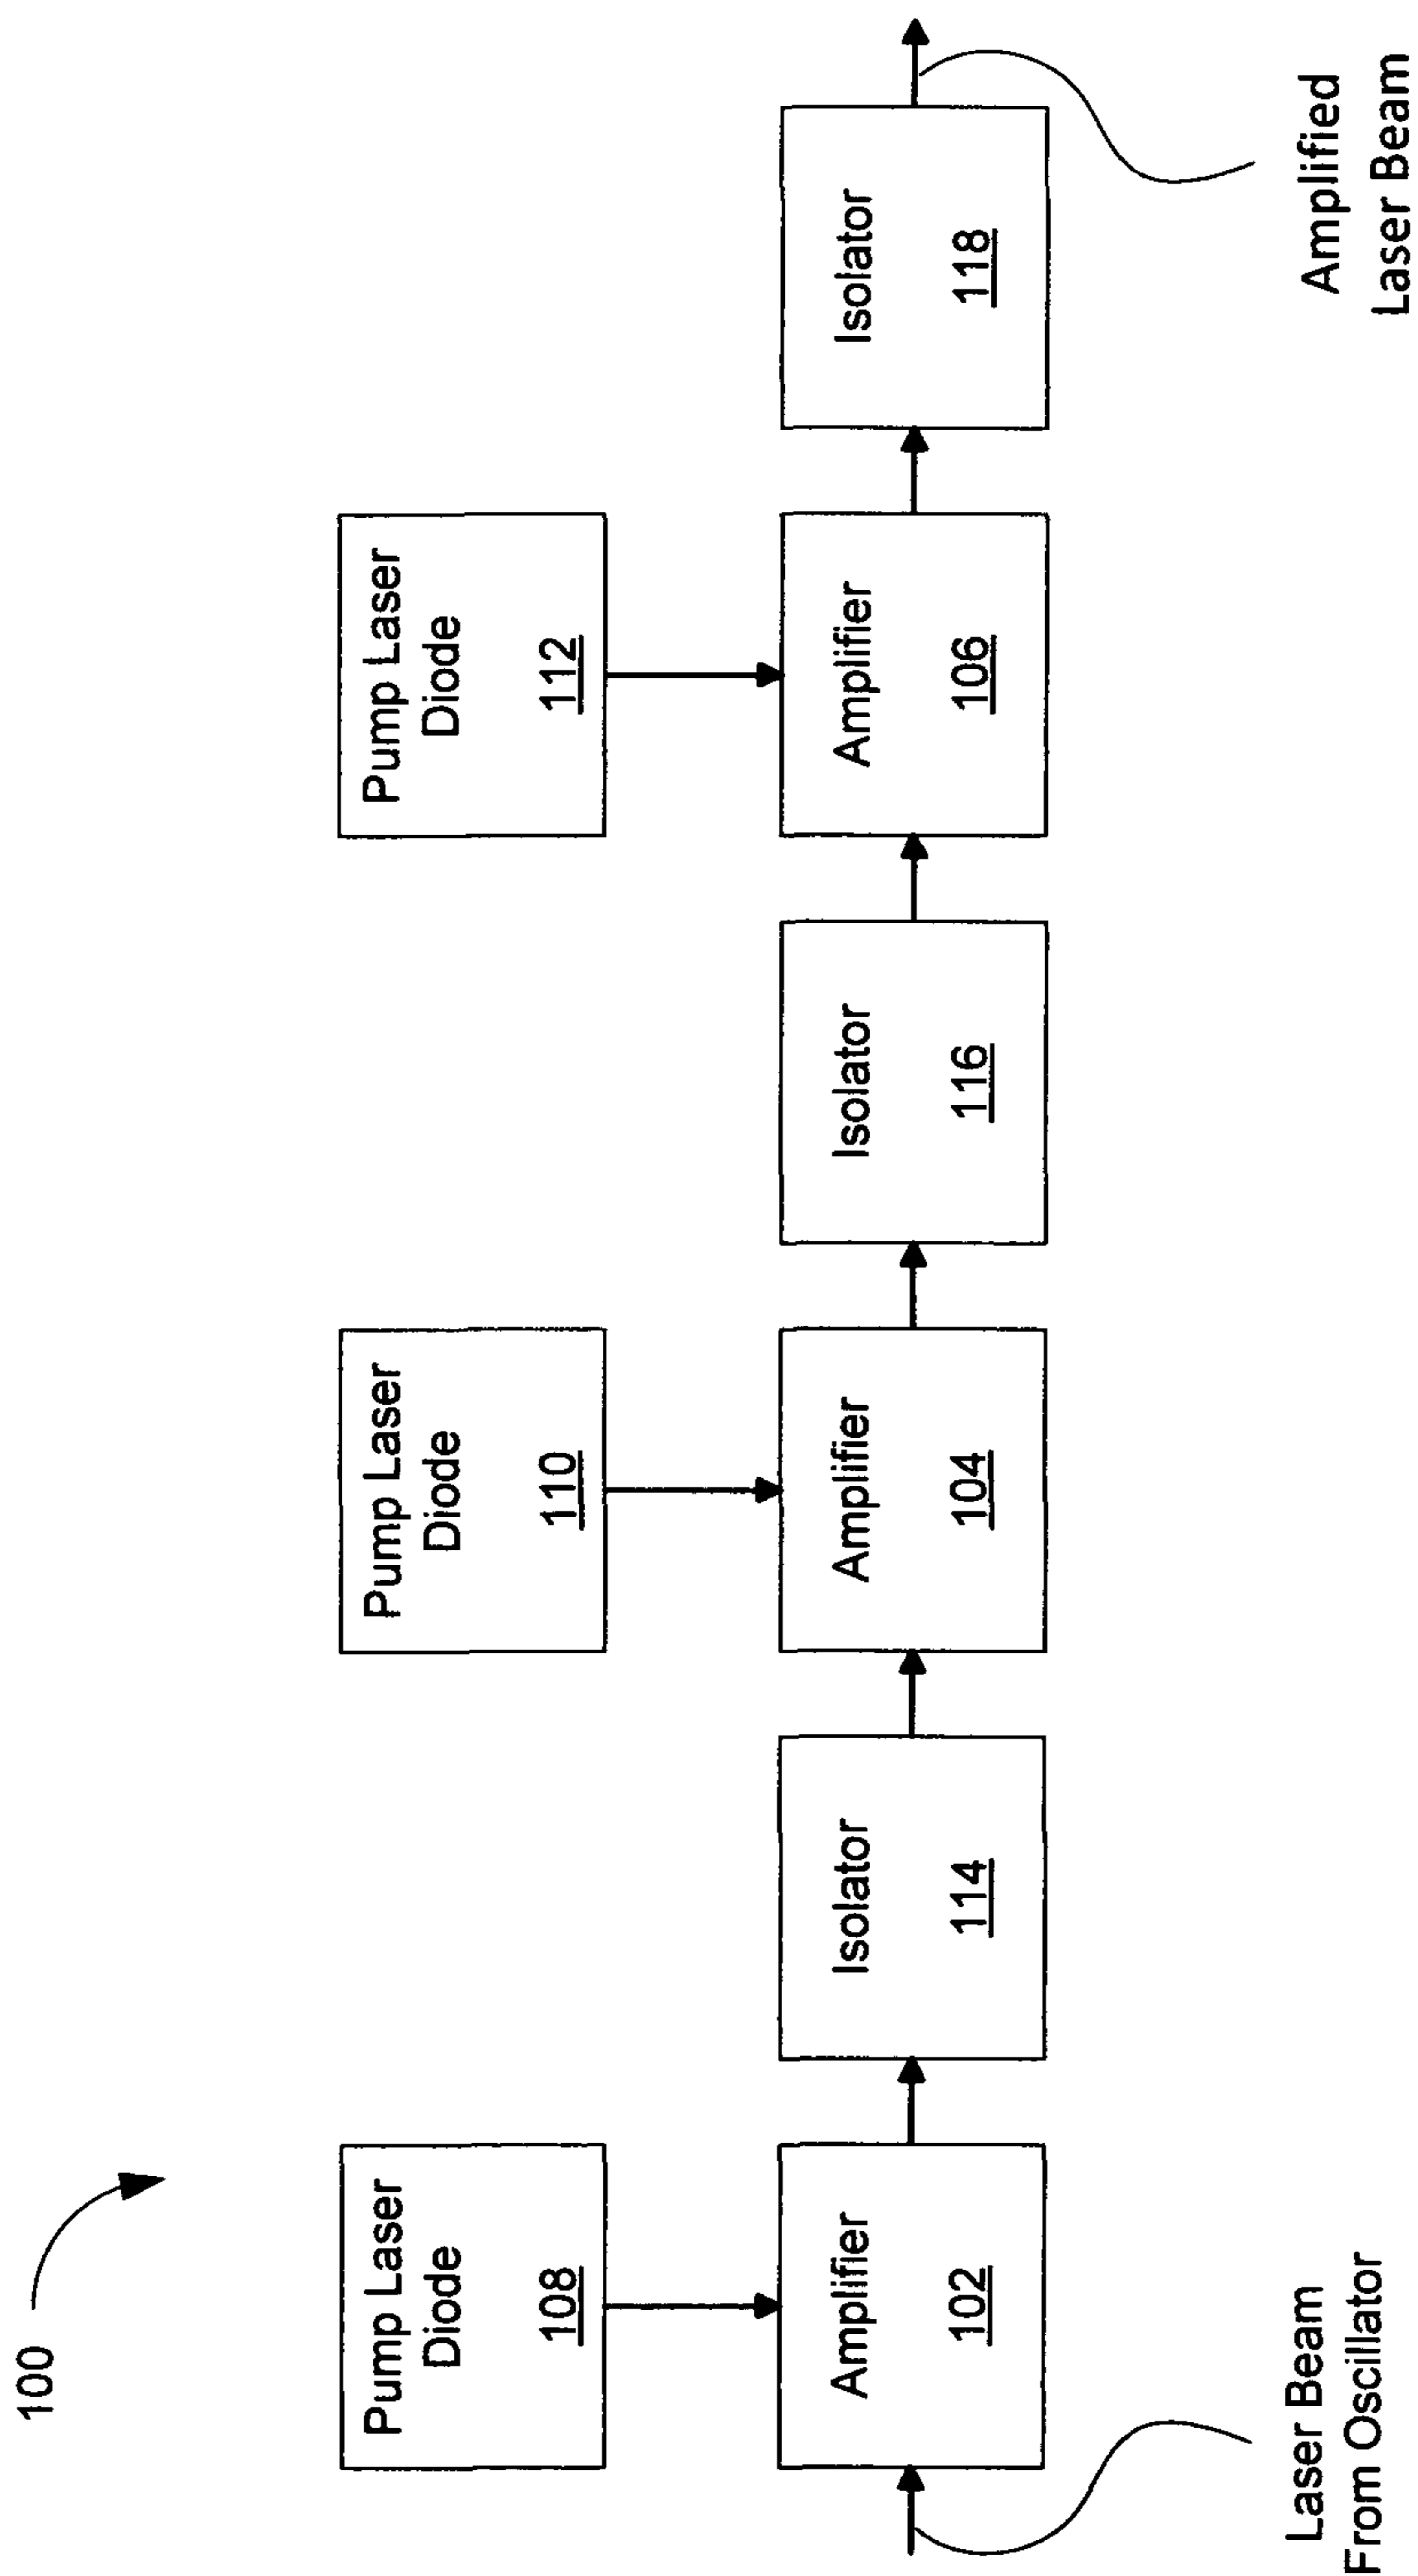 100
Pump Laser
Diode
108
Pump Laser
Diode
110
Pump Laser
Diode
112
Amplifier
102
Isolator
114
Amplifier
104
Isolator
116
Amplifier
106
Isolator
118
Laser Beam
From Oscillator
Amplified
Laser Beam